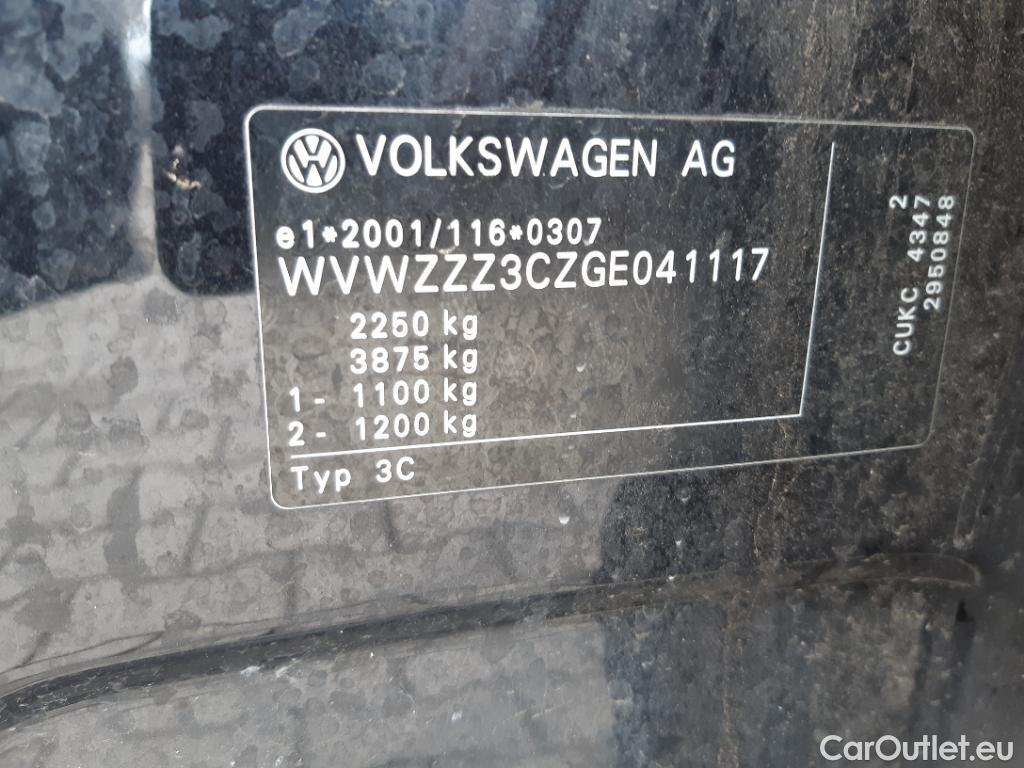 VOLKSWAGEN AG
e1*2001/116*0307
WVWZZZ3CZGE041117
2250 kg
3875 kg
1 - 1100 kg
2 - 1200 kg
Typ 3C
CUKC 4347 2
2950848
CarOutlet.eu